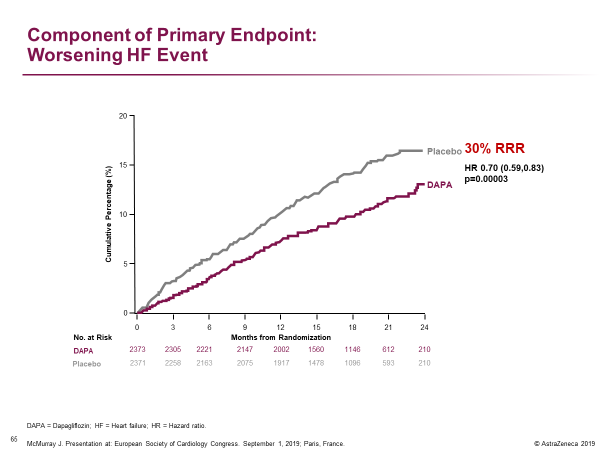 Component of Primary Endpoint:
Worsening HF Event
20
15
10
5
0
Cumulative Percentage (%)
Placebo
30% RRR
HR 0.70 (0.59,0.83)
p=0.00003
DAPA
0 3 6 9 12 15 18 21 24
No. at Risk
Months from Randomization
DAPA 2373 2305 2221 2147 2002 1560 1146 612 210
Placebo 2371 2258 2163 2075 1917 1478 1096 593 210
DAPA = Dapagliflozin; HF = Heart failure; HR = Hazard ratio.
65
McMurray J. Presentation at: European Society of Cardiology Congress. September 1, 2019; Paris, France.
© AstraZeneca 2019